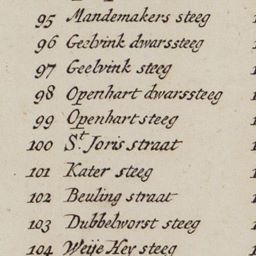 95 Mandemakers steeg
96 Geelvink dwarssteeg
97 Geelvink steeg
98 Openhart dwarssteeg
99 Openhart steeg
100 St. Joris straat
101 Kater steeg
102 Beuling straat
103 Dubbelworst steeg
104 Weije Hey steeg